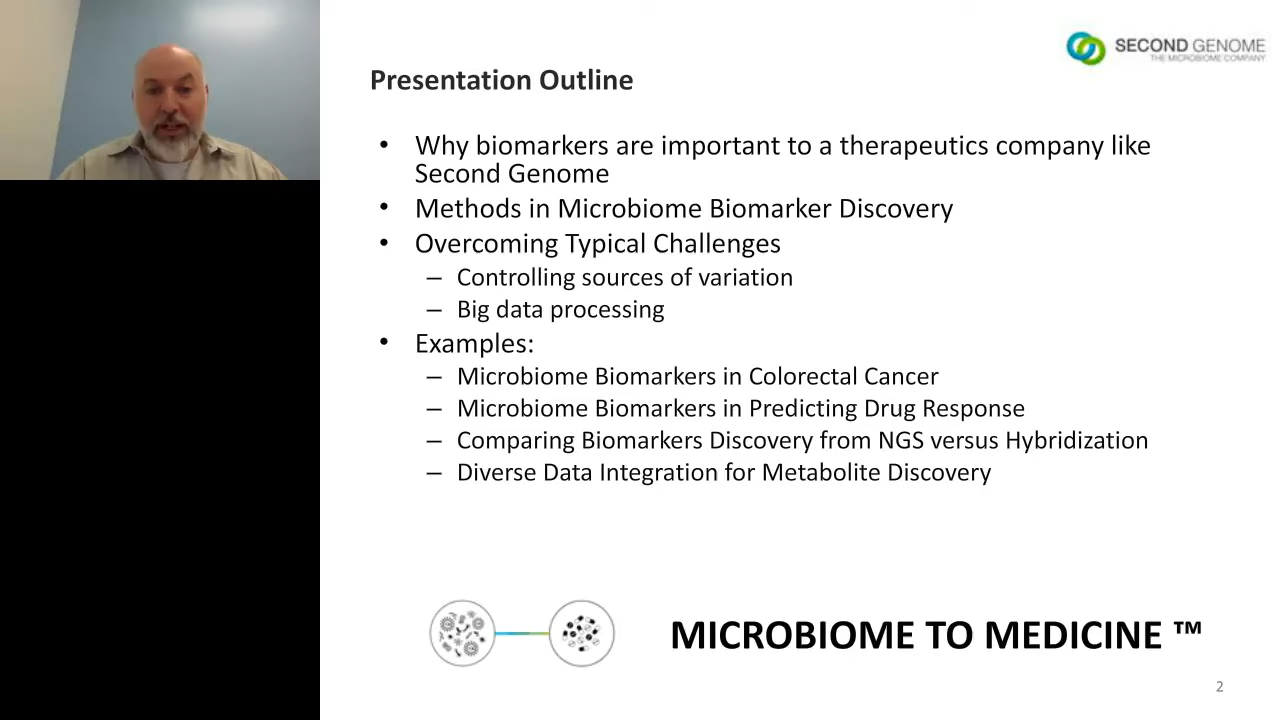 SECOND GENOME
THE MICROBIOME COMPANY
Presentation Outline
• Why biomarkers are important to a therapeutics company like
Second Genome
• Methods in Microbiome Biomarker Discovery
• Overcoming Typical Challenges
– Controlling sources of variation
– Big data processing
• Examples:
– Microbiome Biomarkers in Colorectal Cancer
– Microbiome Biomarkers in Predicting Drug Response
– Comparing Biomarkers Discovery from NGS versus Hybridization
– Diverse Data Integration for Metabolite Discovery
MICROBIOME TO MEDICINE ™
2